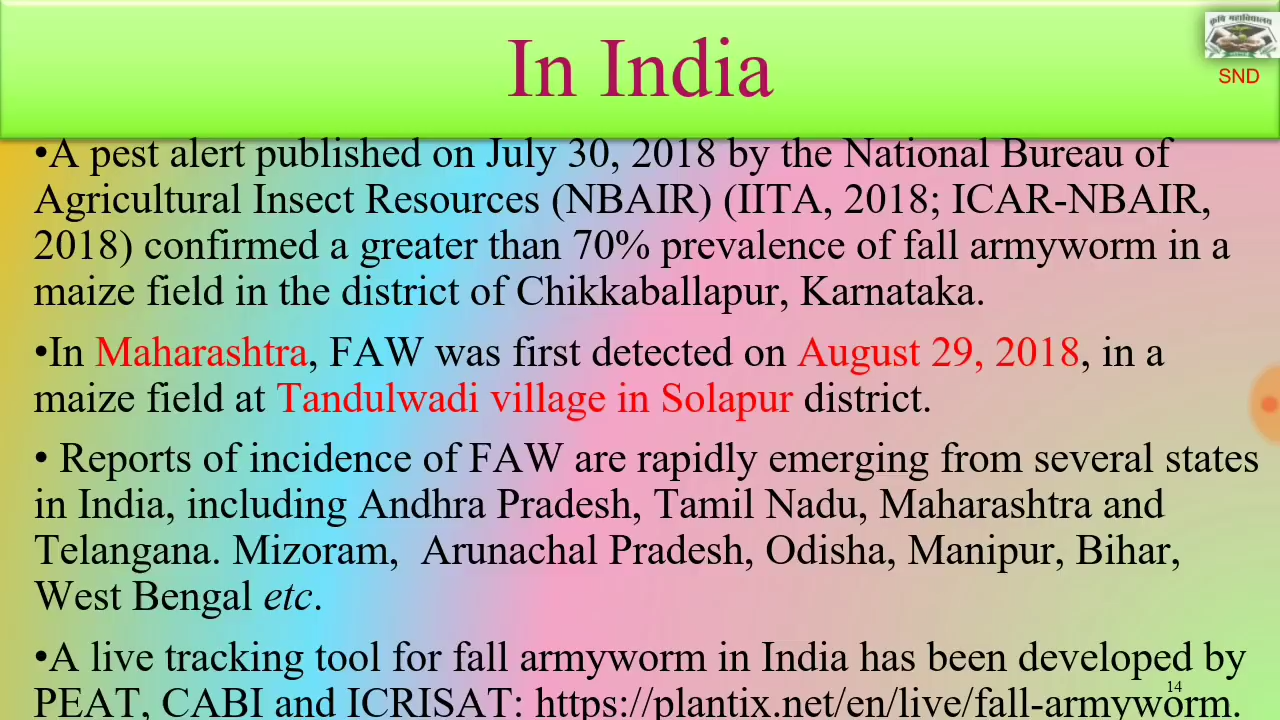 In India
कृषि महाविद्यालय
SND
•A pest alert published on July 30, 2018 by the National Bureau of
Agricultural Insect Resources (NBAIR) (IITA, 2018; ICAR-NBAIR,
2018) confirmed a greater than 70% prevalence of fall armyworm in a
maize field in the district of Chikkaballapur, Karnataka.
•In Maharashtra, FAW was first detected on August 29, 2018, in a
maize field at Tandulwadi village in Solapur district.
• Reports of incidence of FAW are rapidly emerging from several states
in India, including Andhra Pradesh, Tamil Nadu, Maharashtra and
Telangana. Mizoram,  Arunachal Pradesh, Odisha, Manipur, Bihar,
West Bengal etc.
•A live tracking tool for fall armyworm in India has been developed by
PEAT, CABI and ICRISAT: https://plantix.net/en/live/fall-armyworm.
14